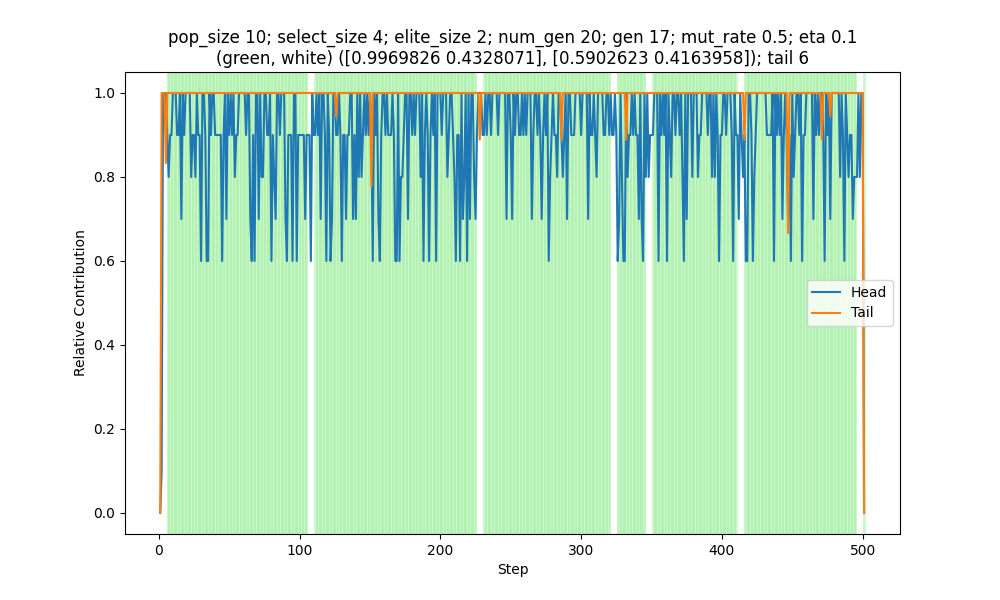 pop_size 10; select_size 4; elite_size 2; num_gen 20; gen 17; mut_rate 0.5; eta 0.1
(green, white) ([0.9969826 0.4328071], [0.5902623 0.4163958]); tail 6
1.0
0.8
0.6
0.4
0.2
0.0
Relative Contribution
Head
Tail
0 100 200 300 400 500
Step